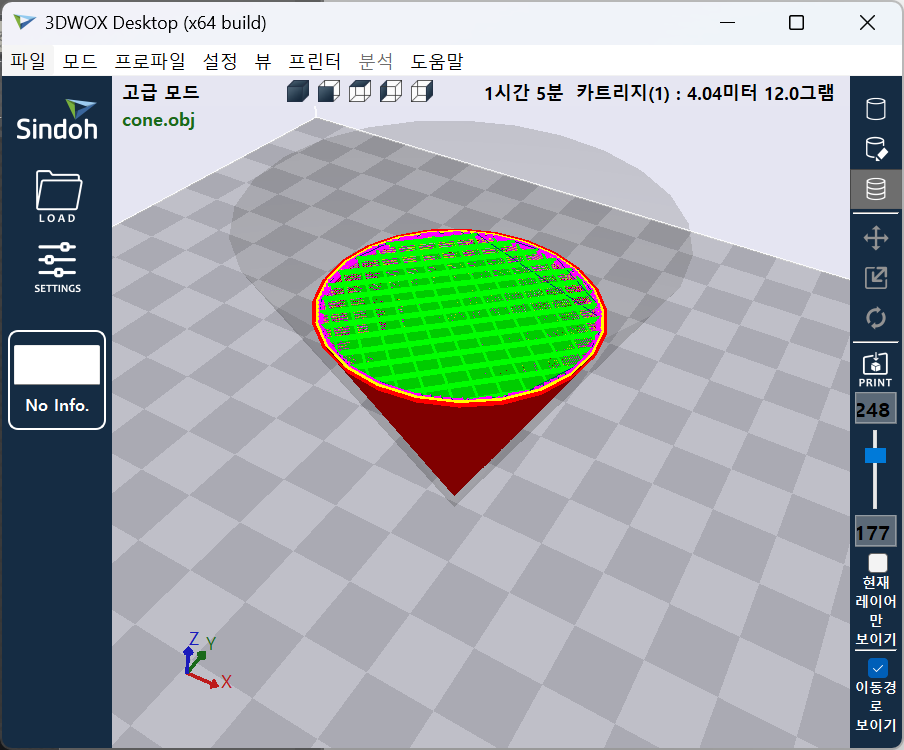 3DWOX Desktop (x64 build)
파일 모드 프로파일 설정 뷰 프린터 분석 도움말
고급 모드
1시간 5분 카트리지(1) : 4.04미터 12.0그램
cone.obj
Sindoh
LOAD
SETTINGS
No Info.
PRINT
248
177
현재
레이어
만
보이기
이동경
로
보이기
Z
Y
X